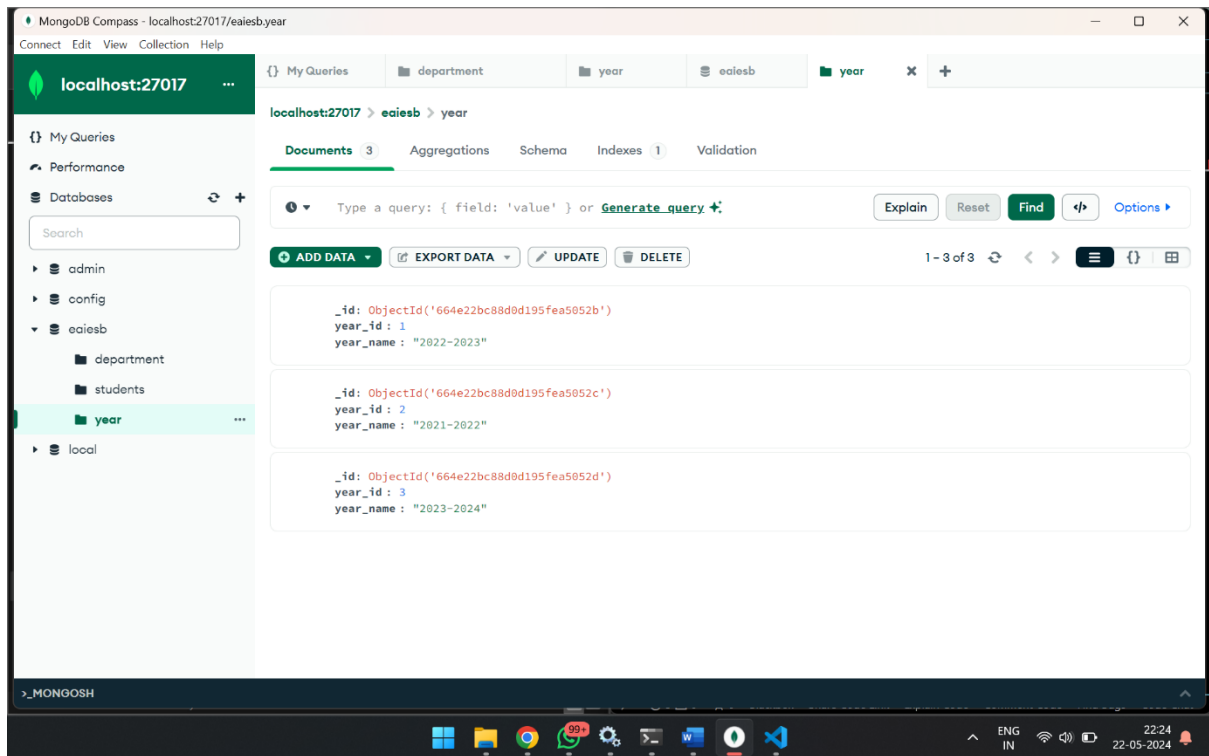 MongoDB Compass - localhost:27017/eaiesb.year
Connect Edit View Collection Help
localhost:27017 ...
{} My Queries department year eaiesb year
localhost:27017 > eaiesb > year
{} My Queries
Performance
Databases
Search
admin
config
eaiesb
department
students
year ...
local
Documents 3 Aggregations Schema Indexes 1 Validation
Type a query: { field: 'value' } or Generate query
Explain Reset Find </> Options
ADD DATA EXPORT DATA UPDATE DELETE
1 – 3 of 3 {}
_id: ObjectId('664e22bc88d0d195fea5052b')
year_id : 1
year_name : "2022-2023"
_id: ObjectId('664e22bc88d0d195fea5052c')
year_id : 2
year_name : "2021-2022"
_id: ObjectId('664e22bc88d0d195fea5052d')
year_id : 3
year_name : "2023-2024"
>_MONGOSH
99+
W
ENG
IN
22:24
22-05-2024